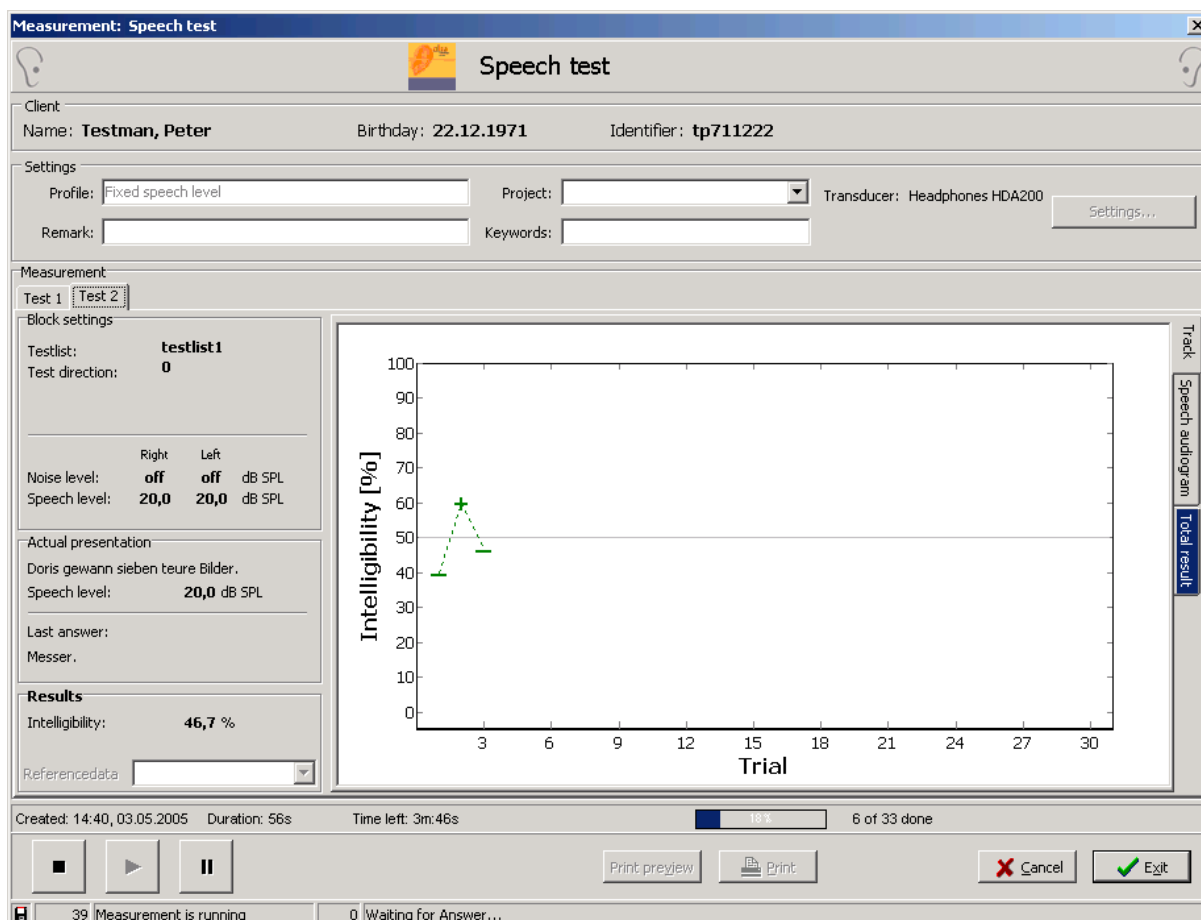 Measurement: Speech test
Speech test
Client
Name: Testman, Peter Birthday: 22.12.1971 Identifier: tp711222
Settings
Profile: Fixed speech level Project: Transducer: Headphones HDA200 Settings...
Remark: Keywords:
Measurement
Test 1 Test 2
Block settings
Testlist: testlist1
Test direction: 0
Right Left
Noise level: off off dB SPL
Speech level: 20,0 20,0 dB SPL
Actual presentation
Doris gewann sieben teure Bilder.
Speech level: 20,0 dB SPL
Last answer:
Messer.
Results
Intelligibility: 46,7 %
Referencedata
Intelligibility [%]
100
90
80
70
60
50
40
30
20
10
0
3 6 9 12 15 18 21 24 27 30
Trial
Track
Speech audiogram
Total result
Created: 14:40, 03.05.2005 Duration: 56s Time left: 3m:46s 18% 6 of 33 done
Print preview Print Cancel Exit
39 Measurement is running 0 Waiting for Answer...